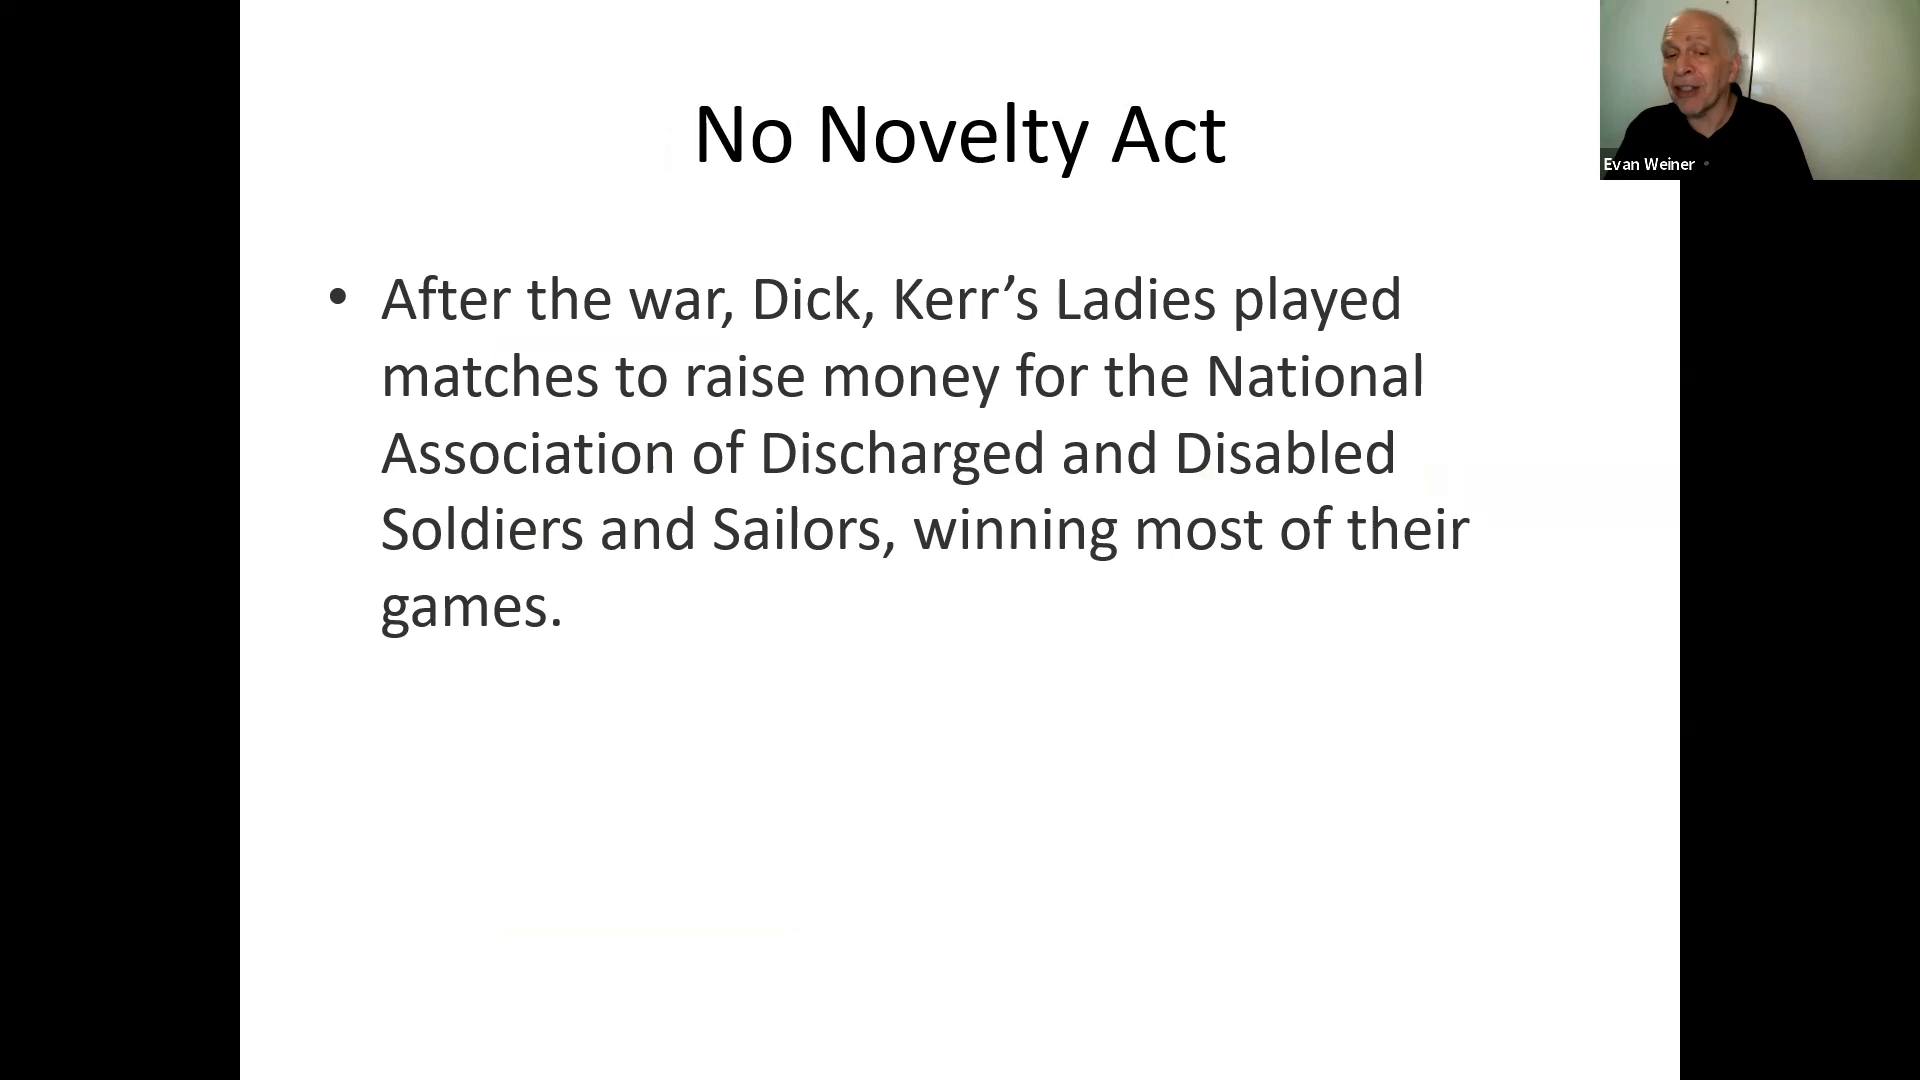 No Novelty Act
Evan Weiner
• After the war, Dick, Kerr’s Ladies played
matches to raise money for the National
Association of Discharged and Disabled
Soldiers and Sailors, winning most of their
games.